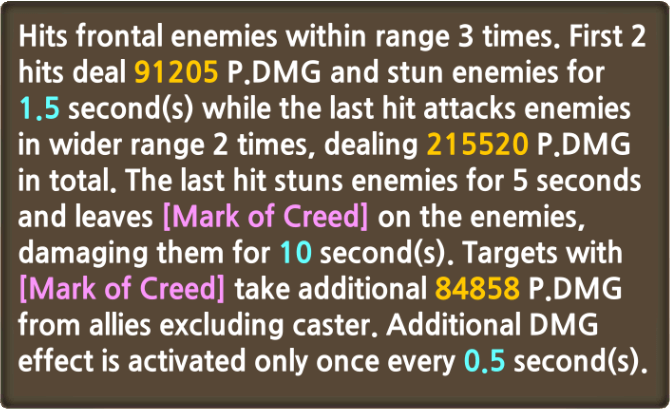 Hits frontal enemies within range 3 times. First 2
hits deal 91205 P.DMG and stun enemies for
1.5 second(s) while the last hit attacks enemies
in wider range 2 times, dealing 215520 P.DMG
in total. The last hit stuns enemies for 5 seconds
and leaves [Mark of Creed] on the enemies,
damaging them for 10 second(s). Targets with
[Mark of Creed] take additional 84858 P.DMG
from allies excluding caster. Additional DMG
effect is activated only once every 0.5 second(s).